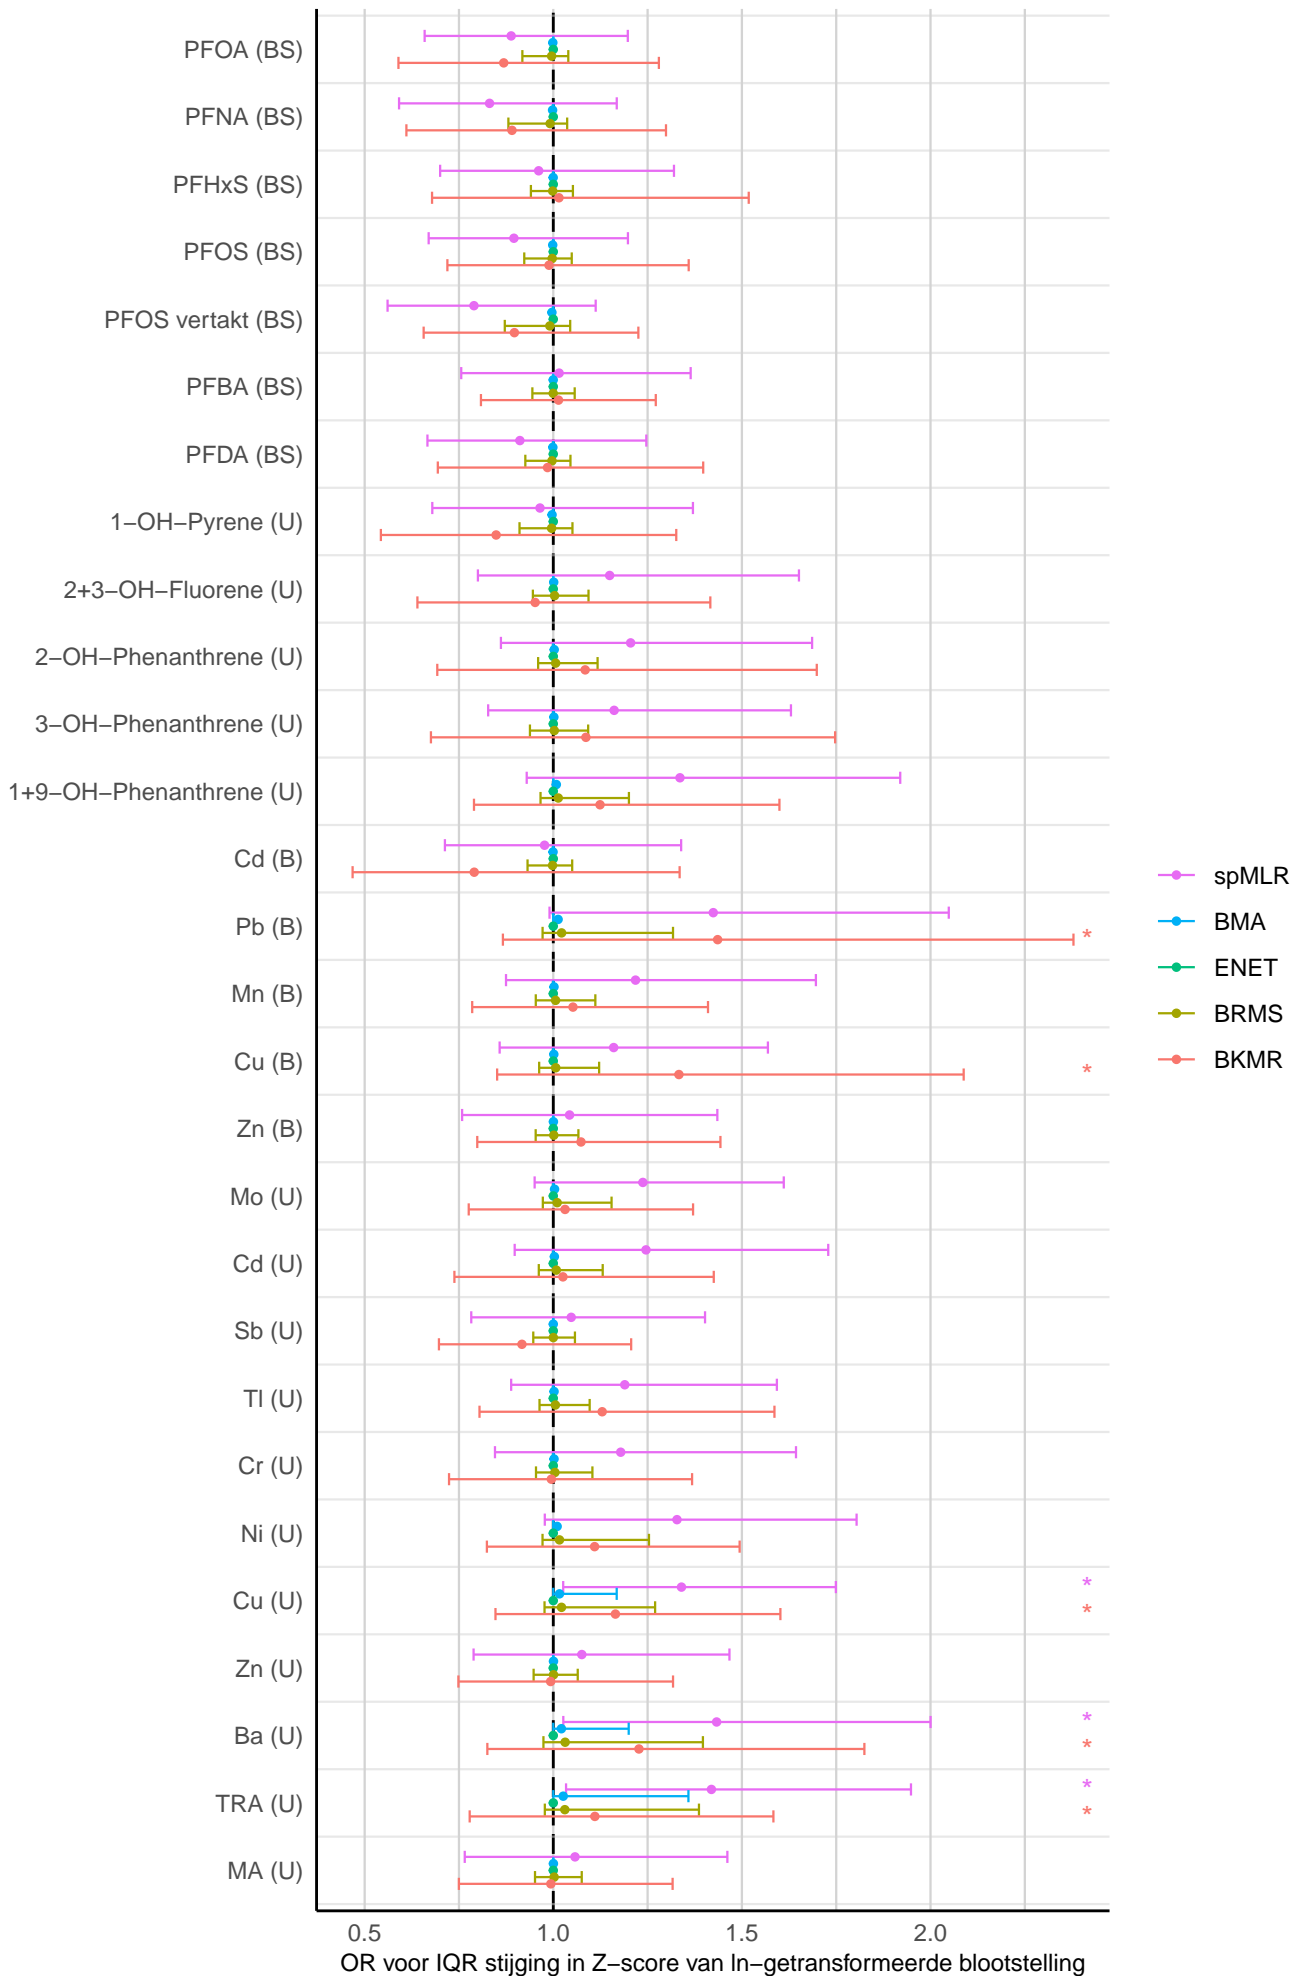 PFOA (BS)
PFNA (BS)
PFHxS (BS)
PFOS (BS)
PFOS vertakt (BS)
PFBA (BS)
PFDA (BS)
1−OH−Pyrene (U)
2+3−OH−Fluorene (U)
2−OH−Phenanthrene (U)
3−OH−Phenanthrene (U)
1+9−OH−Phenanthrene (U)
Cd (B)
Pb (B)
*
Mn (B)
Cu (B)
*
Zn (B)
Mo (U)
Cd (U)
Sb (U)
Tl (U)
Cr (U)
Ni (U)
*
Cu (U)
*
Zn (U)
*
Ba (U)
*
*
TRA (U)
*
MA (U)
0.5 1.0 1.5 2.0
OR voor IQR stijging in Z−score van ln−getransformeerde blootstelling
spMLR
BMA
ENET
BRMS
BKMR